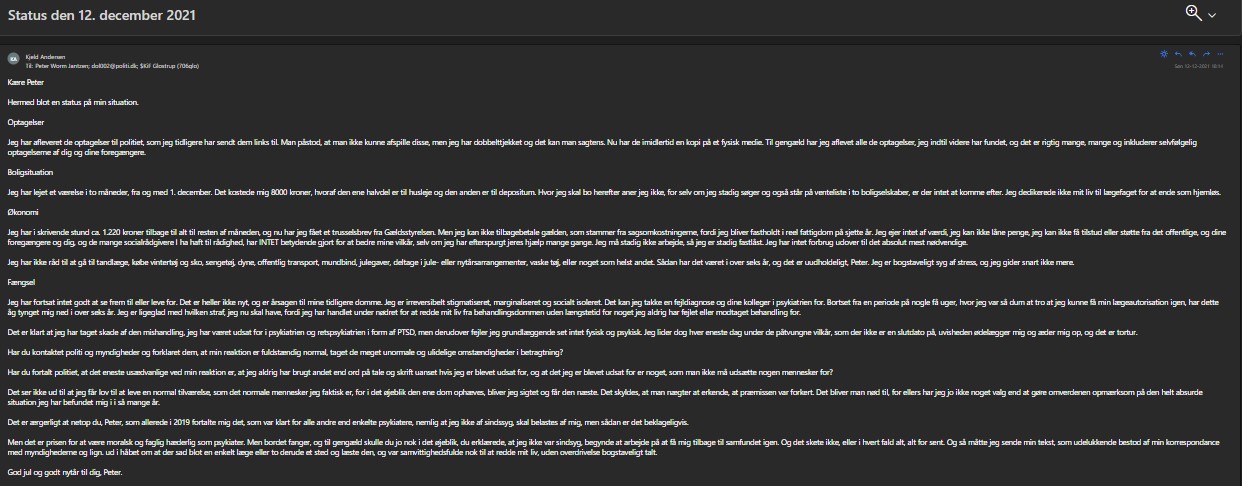 Status den 12. december 2021
KA
Kjeld Andersen
Til: Peter Worm Jantzen; dol002@politi.dk; $Kif Glostrup (706qlo)
Søn 12-12-2021 18:14
Kære Peter
Hermed blot en status på min situation.
Optagelser
Jeg har afleveret de optagelser til politiet, som jeg tidligere har sendt dem links til. Man påstod, at man ikke kunne afspille disse, men jeg har dobbelttjekket og det kan man sagtens. Nu har de imidlertid en kopi på et fysisk medie. Til gengæld har jeg aflevet alle de optagelser, jeg indtil videre har fundet, og det er rigtig mange, mange og inkluderer selvfølgelig
optagelserne af dig og dine foregængere.
Boligsituation
Jeg har lejet et værelse i to måneder, fra og med 1. december. Det kostede mig 8000 kroner, hvoraf den ene halvdel er til husleje og den anden er til depositum. Hvor jeg skal bo herefter aner jeg ikke, for selv om jeg stadig søger og også står på venteliste i to boligselskaber, er der intet at komme efter. Jeg dedikerede ikke mit liv til lægefaget for at ende som hjemløs.
Økonomi
Jeg har i skrivende stund ca. 1.220 kroner tilbage til alt til resten af måneden, og nu har jeg fået et trusselsbrev fra Gældsstyrelsen. Men jeg kan ikke tilbagebetale gælden, som stammer fra sagsomkostningerne, fordi jeg bliver fastholdt i reel fattigdom på sjette år. Jeg ejer intet af værdi, jeg kan ikke låne penge, jeg kan ikke få tilstud eller støtte fra det offentlige, og dine
foregængere og dig, og de mange socialrådgivere I ha haft til rådighed, har INTET betydende gjort for at bedre mine vilkår, selv om jeg har efterspurgt jeres hjælp mange gange. Jeg må stadig ikke arbejde, så jeg er stadig fastlåst. Jeg har intet forbrug udover til det absolut mest nødvendige.
Jeg har ikke råd til at gå til tandlæge, købe vintertøj og sko, sengetøj, dyne, offentlig transport, mundbind, julegaver, deltage i jule- eller nytårsarrangementer, vaske tøj, eller noget som helst andet. Sådan har det været i over seks år, og det er uudholdeligt, Peter. Jeg er bogstaveligt syg af stress, og jeg gider snart ikke mere.
Fængsel
Jeg har fortsat intet godt at se frem til eller leve for. Det er heller ikke nyt, og er årsagen til mine tidligere domme. Jeg er irreversibelt stigmatiseret, marginaliseret og socialt isoleret. Det kan jeg takke en fejldiagnose og dine kolleger i psykiatrien for. Bortset fra en periode på nogle få uger, hvor jeg var så dum at tro at jeg kunne få min lægeautorisation igen, har dette
åg tynget mig ned i over seks år. Jeg er ligeglad med hvilken straf, jeg nu skal have, fordi jeg har handlet under nødret for at redde mit liv fra behandlingsdommen uden længstetid for noget jeg aldrig har fejlet eller modtaget behandling for.
Det er klart at jeg har taget skade af den mishandling, jeg har været udsat for i psykiatrien og retspsykiatrien i form af PTSD, men derudover fejler jeg grundlæggende set intet fysisk og psykisk. Jeg lider dog hver eneste dag under de påtvungne vilkår, som der ikke er en slutdato på, uvisheden ødelægger mig og æder mig op, og det er tortur.
Har du kontaktet politi og myndigheder og forklaret dem, at min reaktion er fuldstændig normal, taget de meget unormale og ulidelige omstændigheder i betragtning?
Har du fortalt politiet, at det eneste usædvanlige ved min reaktion er, at jeg aldrig har brugt andet end ord på tale og skrift uanset hvis jeg er blevet udsat for, og at det jeg er blevet udsat for er noget, som man ikke må udsætte nogen mennesker for?
Det ser ikke ud til at jeg får lov til at leve en normal tilværelse, som det normale mennesker jeg faktisk er, for i det øjeblik den ene dom ophæves, bliver jeg sigtet og får den næste. Det skyldes, at man nægter at erkende, at præmissen var forkert. Det bliver man nød til, for ellers har jeg jo ikke noget valg end at gøre omverdenen opmærksom på den helt absurde
situation jeg har befundet mig i i så mange år.
Det er ærgerligt at netop du, Peter, som allerede i 2019 fortalte mig det, som var klart for alle andre end enkelte psykiatere, nemlig at jeg ikke af sindssyg, skal belastes af mig, men sådan er det beklageligvis.
Men det er prisen for at være moralsk og faglig hæderlig som psykiater. Men bordet fanger, og til gengæld skulle du jo nok i det øjeblik, du erklærede, at jeg ikke var sindsyg, begynde at arbejde på at få mig tilbage til samfundet igen. Og det skete ikke, eller i hvert fald alt, alt for sent. Og så måtte jeg sende min tekst, som udelukkende bestod af min korrespondance
med myndighederne og lign. ud i håbet om at der sad blot en enkelt læge eller to derude et sted og læste den, og var samvittighedsfulde nok til at redde mit liv, uden overdrivelse bogstaveligt talt.
God jul og godt nytår til dig, Peter.